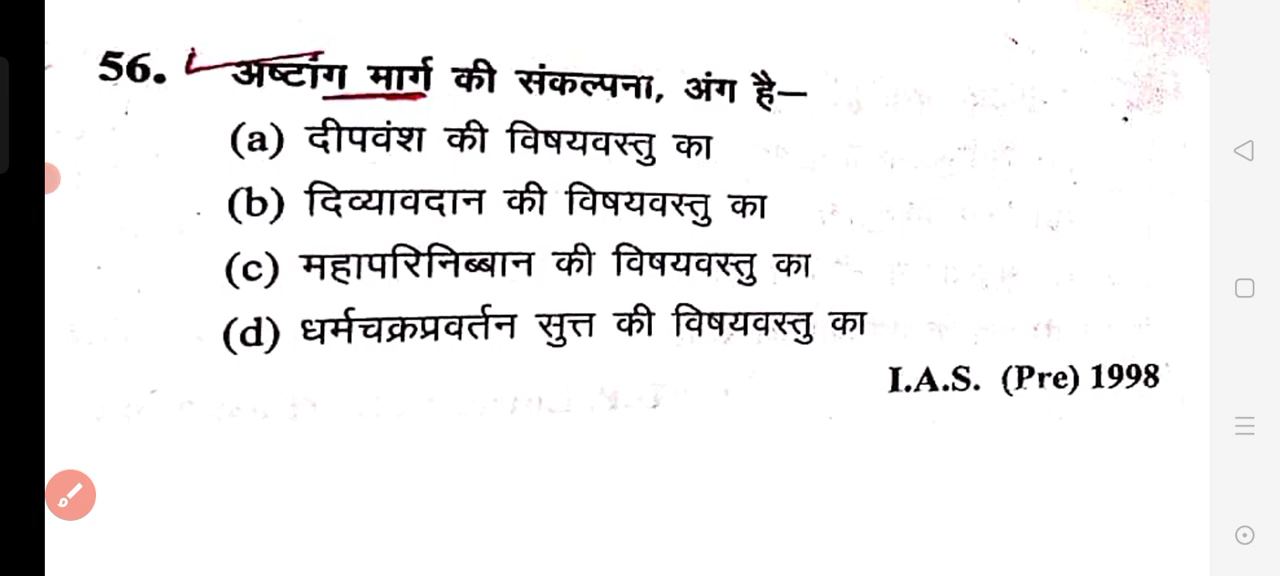 56. अष्टांग मार्ग की संकल्पना, अंग है—
(a) दीपवंश की विषयवस्तु का
(b) दिव्यावदान की विषयवस्तु का
(c) महापरिनिब्बान की विषयवस्तु का
(d) धर्मचक्रप्रवर्तन सुत्त की विषयवस्तु का
I.A.S. (Pre) 1998